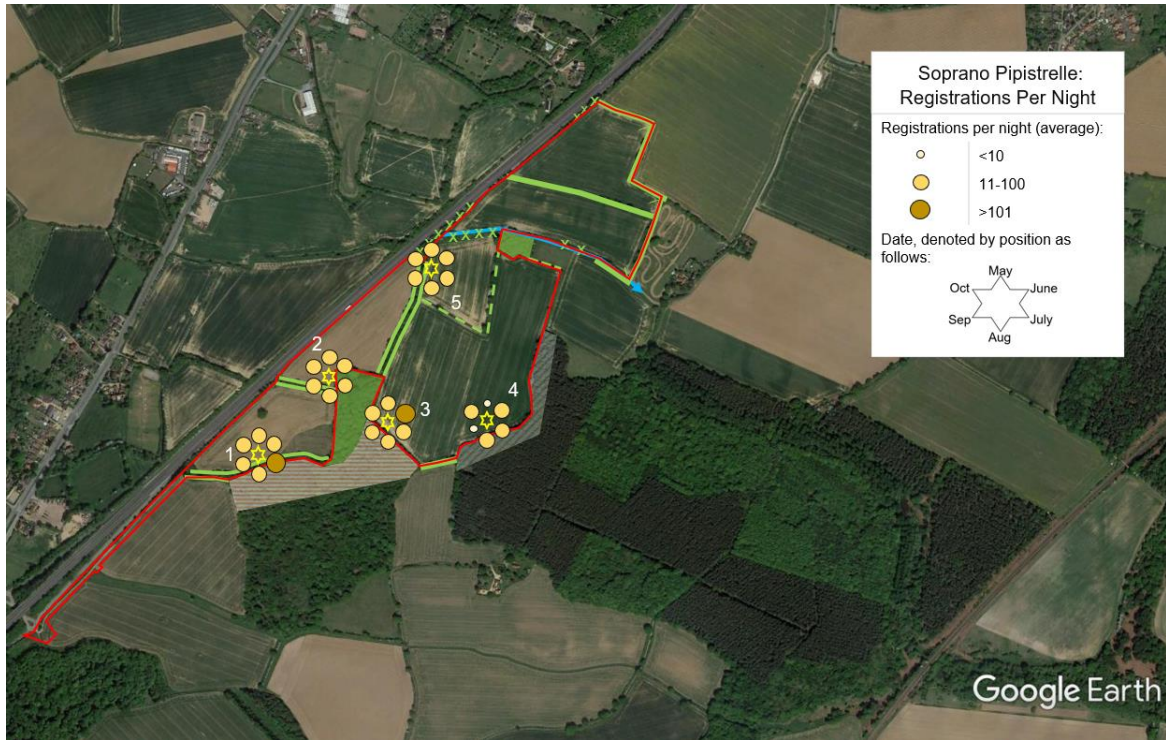 Soprano Pipistrelle:
Registrations Per Night
Registrations per night (average):
<10
11-100
>101
Date, denoted by position as
follows:
May
Oct
June
Sep
July
Aug
5
2
4
3
1
Google Earth